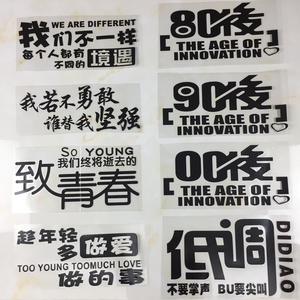 WE ARE DIFFERENT
我们不一样
每个人都有
不同的 境遇
我若不勇敢
谁替我坚强
So YOUNG
我们终将逝去的
致青春
趁年轻
多做爱
TOO YOUNG TOOMUCH LOVE
做的事
80後
THE AGE OF
INNOVATION
90後
THE AGE OF
INNOVATION
00後
THE AGE OF
INNOVATION
低调
DIDIAO
不要掌声 BU要尖叫